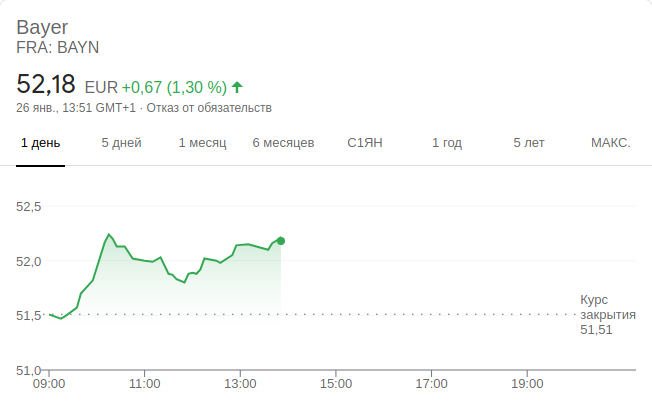 Bayer
FRA: BAYN
52,18 EUR +0,67 (1,30 %)
26 янв., 13:51 GMT+1 · Отказ от обязательств
1 день 5 дней 1 месяц 6 месяцев С1ЯН 1 год 5 лет МАКС.
52,5
52,0
51,5
51,0
Курс
закрытия
51,51
09:00 11:00 13:00 15:00 17:00 19:00